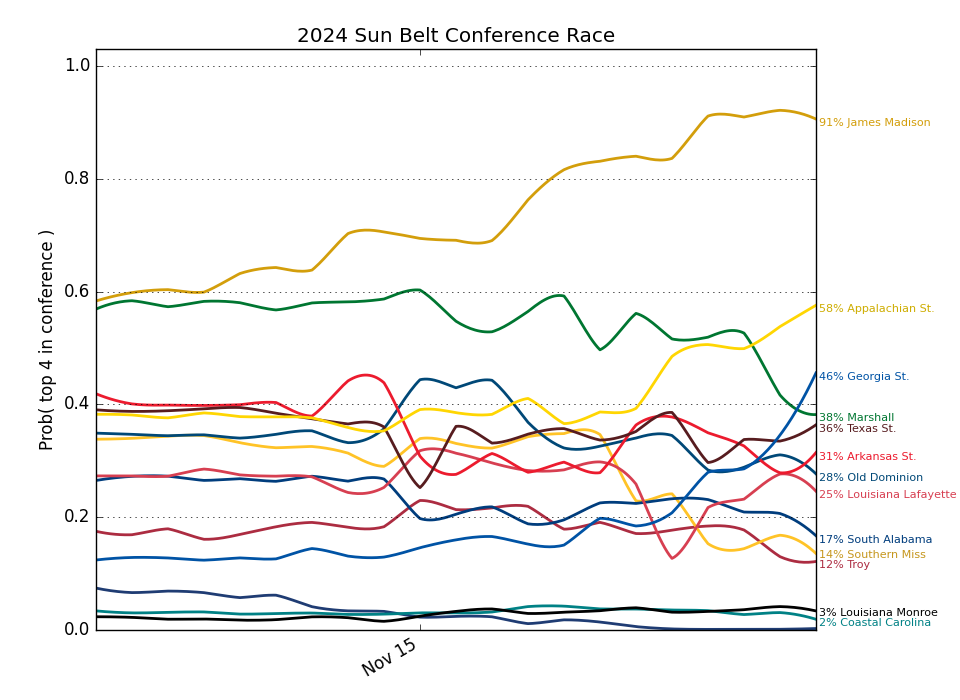 2024 Sun Belt Conference Race
Prob( top 4 in conference )
1.0
0.8
0.6
0.4
0.2
0.0
Nov 15
91% James Madison
58% Appalachian St.
46% Georgia St.
38% Marshall
36% Texas St.
31% Arkansas St.
28% Old Dominion
25% Louisiana Lafayette
17% South Alabama
14% Southern Miss
12% Troy
3% Louisiana Monroe
2% Coastal Carolina